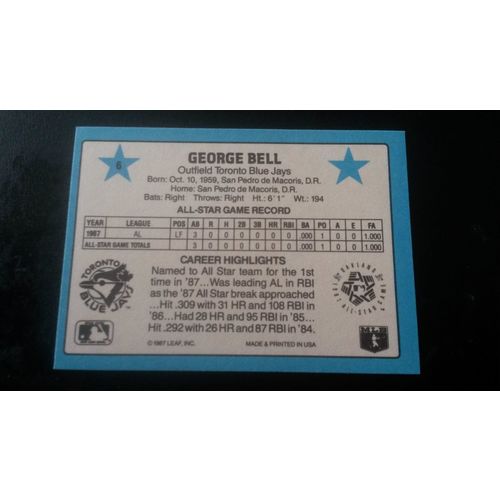 6
GEORGE BELL
Outfield Toronto Blue Jays
Born: Oct. 10, 1959, San Pedro de Macoris, D.R.
Home: San Pedro de Macoris, D.R.
Bats: Right Throws: Right Ht.: 6' 1" Wt.: 194
ALL-STAR GAME RECORD
YEAR LEAGUE POS AB R H 2B 3B HR RBI BA PO A E FA
1987 AL LF 3 0 0 0 0 0 0 .000 1 0 0 1.000
ALL-STAR GAME TOTALS 3 0 0 0 0 0 0 .000 1 0 0 1.000
CAREER HIGHLIGHTS
Named to All Star team for the 1st
time in '87...Was leading AL in RBI
as the '87 All Star break approached
...Hit .309 with 31 HR and 108 RBI in
'86...Had 28 HR and 95 RBI in '85...
Hit .292 with 26 HR and 87 RBI in '84.
TORONTO
BLUE JAYS
OAKLAND
1987 ALL-STAR GAME
MLB
© 1987 LEAF, INC.
MADE & PRINTED IN USA